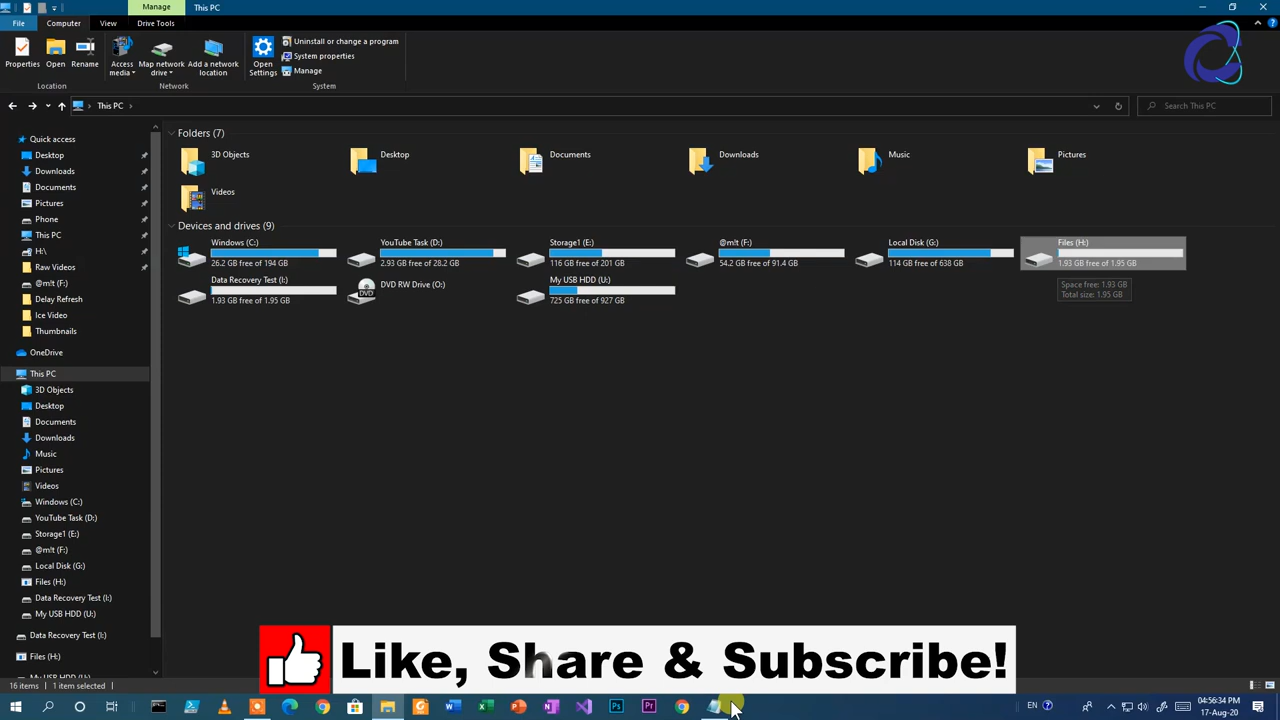 Manage
This PC
File
Computer
View
Drive Tools
Properties
Open
Rename
Access media
Map network drive
Add a network location
Open Settings
Uninstall or change a program
System properties
Manage
Location
Network
System
This PC
Search This PC
Quick access
Desktop
Downloads
Documents
Pictures
Phone
This PC
H:\
Raw Videos
@m!t (F:)
Delay Refresh
Ice Video
Thumbnails
OneDrive
This PC
3D Objects
Desktop
Documents
Downloads
Music
Pictures
Videos
Windows (C:)
YouTube Task (D:)
Storage1 (E:)
@m!t (F:)
Local Disk (G:)
Files (H:)
My USB HDD (U:)
Data Recovery Test (I:)
Files (H:)
Folders (7)
3D Objects
Desktop
Documents
Downloads
Music
Pictures
Videos
Devices and drives (9)
Windows (C:)
26.2 GB free of 194 GB
YouTube Task (D:)
2.93 GB free of 28.2 GB
Storage1 (E:)
116 GB free of 201 GB
@m!t (F:)
54.2 GB free of 91.4 GB
Local Disk (G:)
114 GB free of 638 GB
Files (H:)
1.93 GB free of 1.95 GB
Data Recovery Test (I:)
1.93 GB free of 1.95 GB
DVD RW Drive (O:)
DVD
My USB HDD (U:)
725 GB free of 927 GB
Space free: 1.93 GB
Total size: 1.95 GB
Like, Share & Subscribe!
16 items
1 item selected
Ps
Pr
EN
04:56:34 PM
17-Aug-20